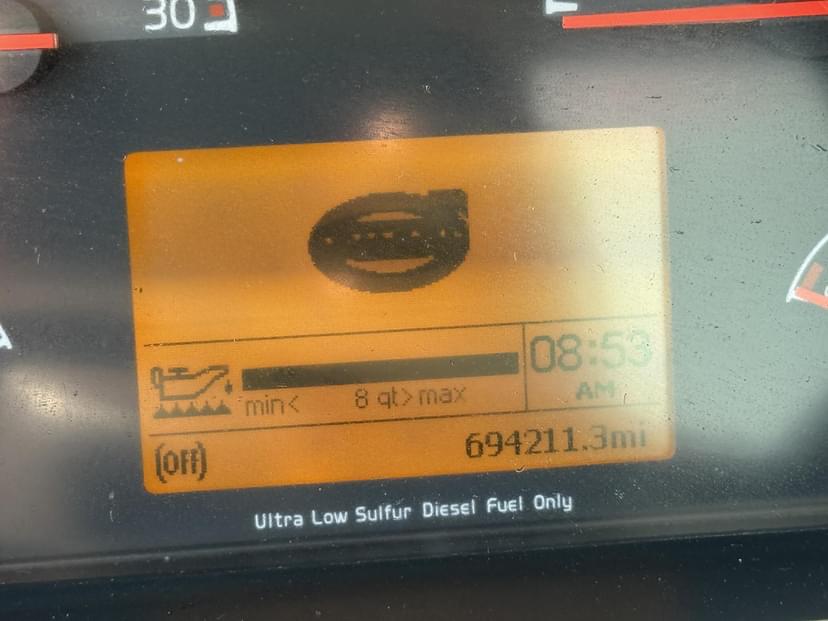 30
08:53
AM
min< 8 qt>max
(Off)
694211.3mi
Ultra Low Sulfur Diesel Fuel Only